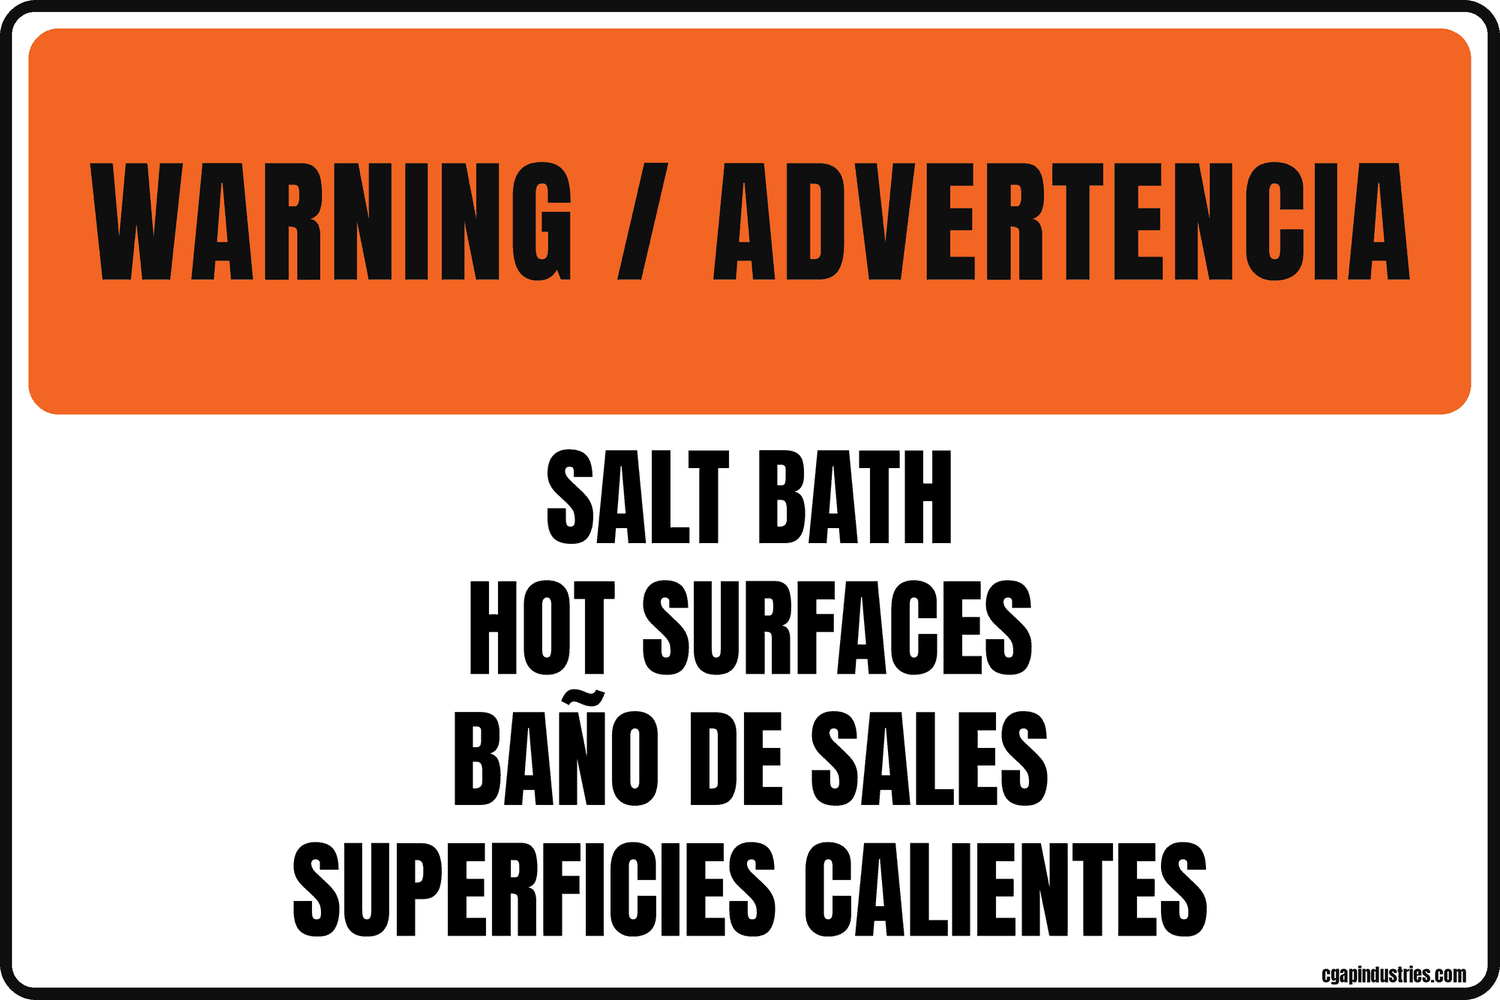 WARNING / ADVERTENCIA
SALT BATH
HOT SURFACES
BAÑO DE SALES
SUPERFICIES CALIENTES
cgapindustries.com